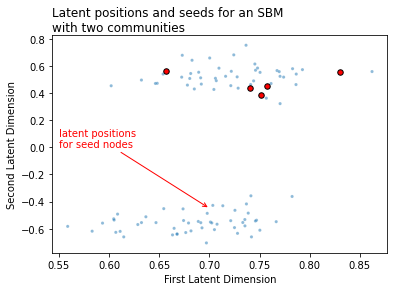 Latent positions and seeds for an SBM
with two communities
0.8
0.6
0.4
0.2
0.0
−0.2
−0.4
−0.6
Second Latent Dimension
latent positions
for seed nodes
0.55 0.60 0.65 0.70 0.75 0.80 0.85
First Latent Dimension